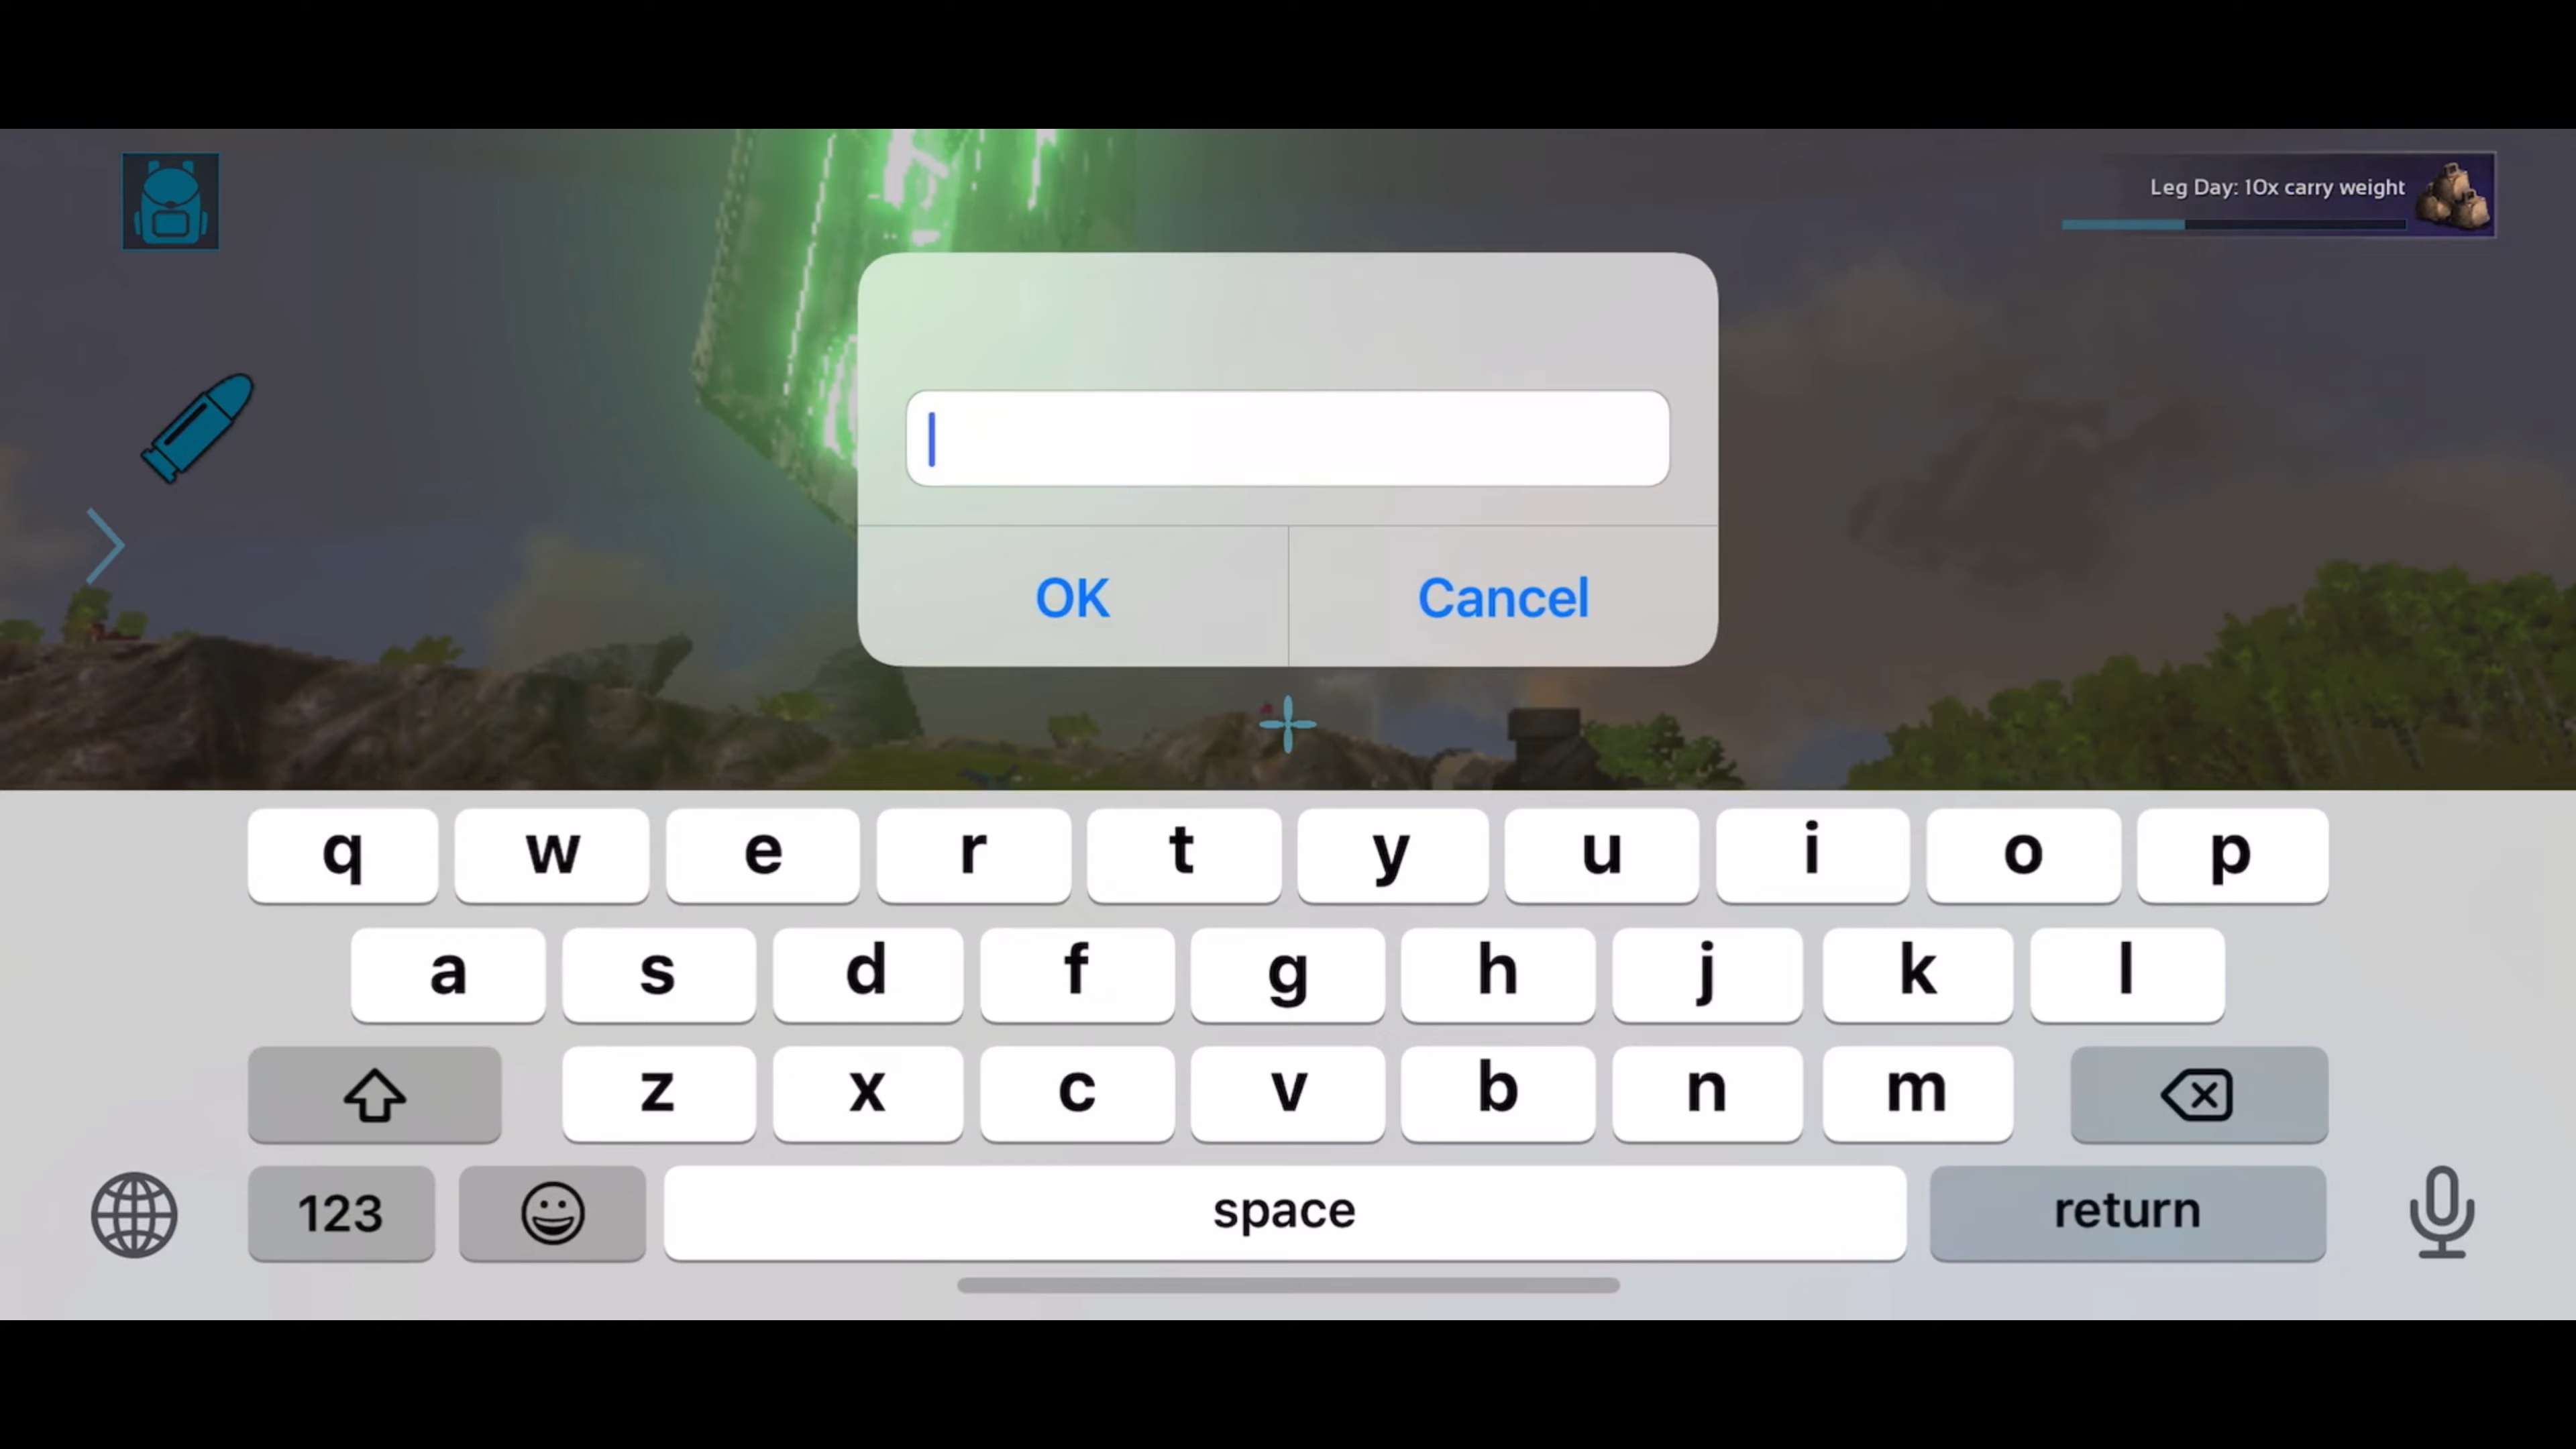 Leg Day: 10x carry weight
OK Cancel
q w e r t y u i o p
a s d f g h j k l
z x c v b n m
123 space return